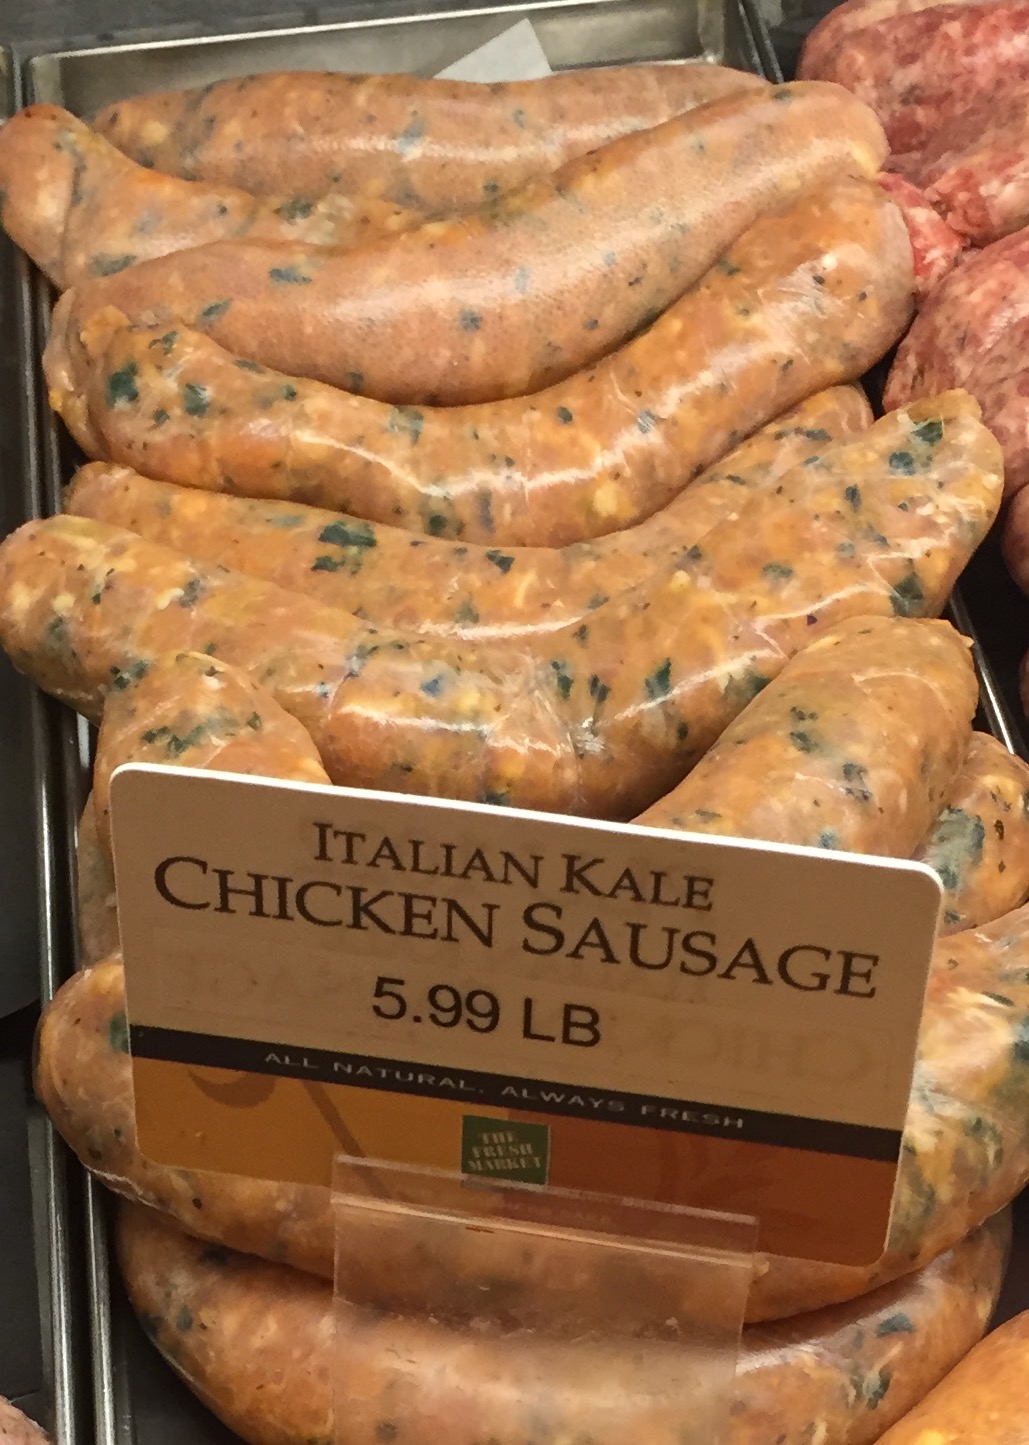 ITALIAN KALE
CHICKEN SAUSAGE
5.99 LB
ALL NATURAL, ALWAYS FRESH
THE
FRESH
MARKET